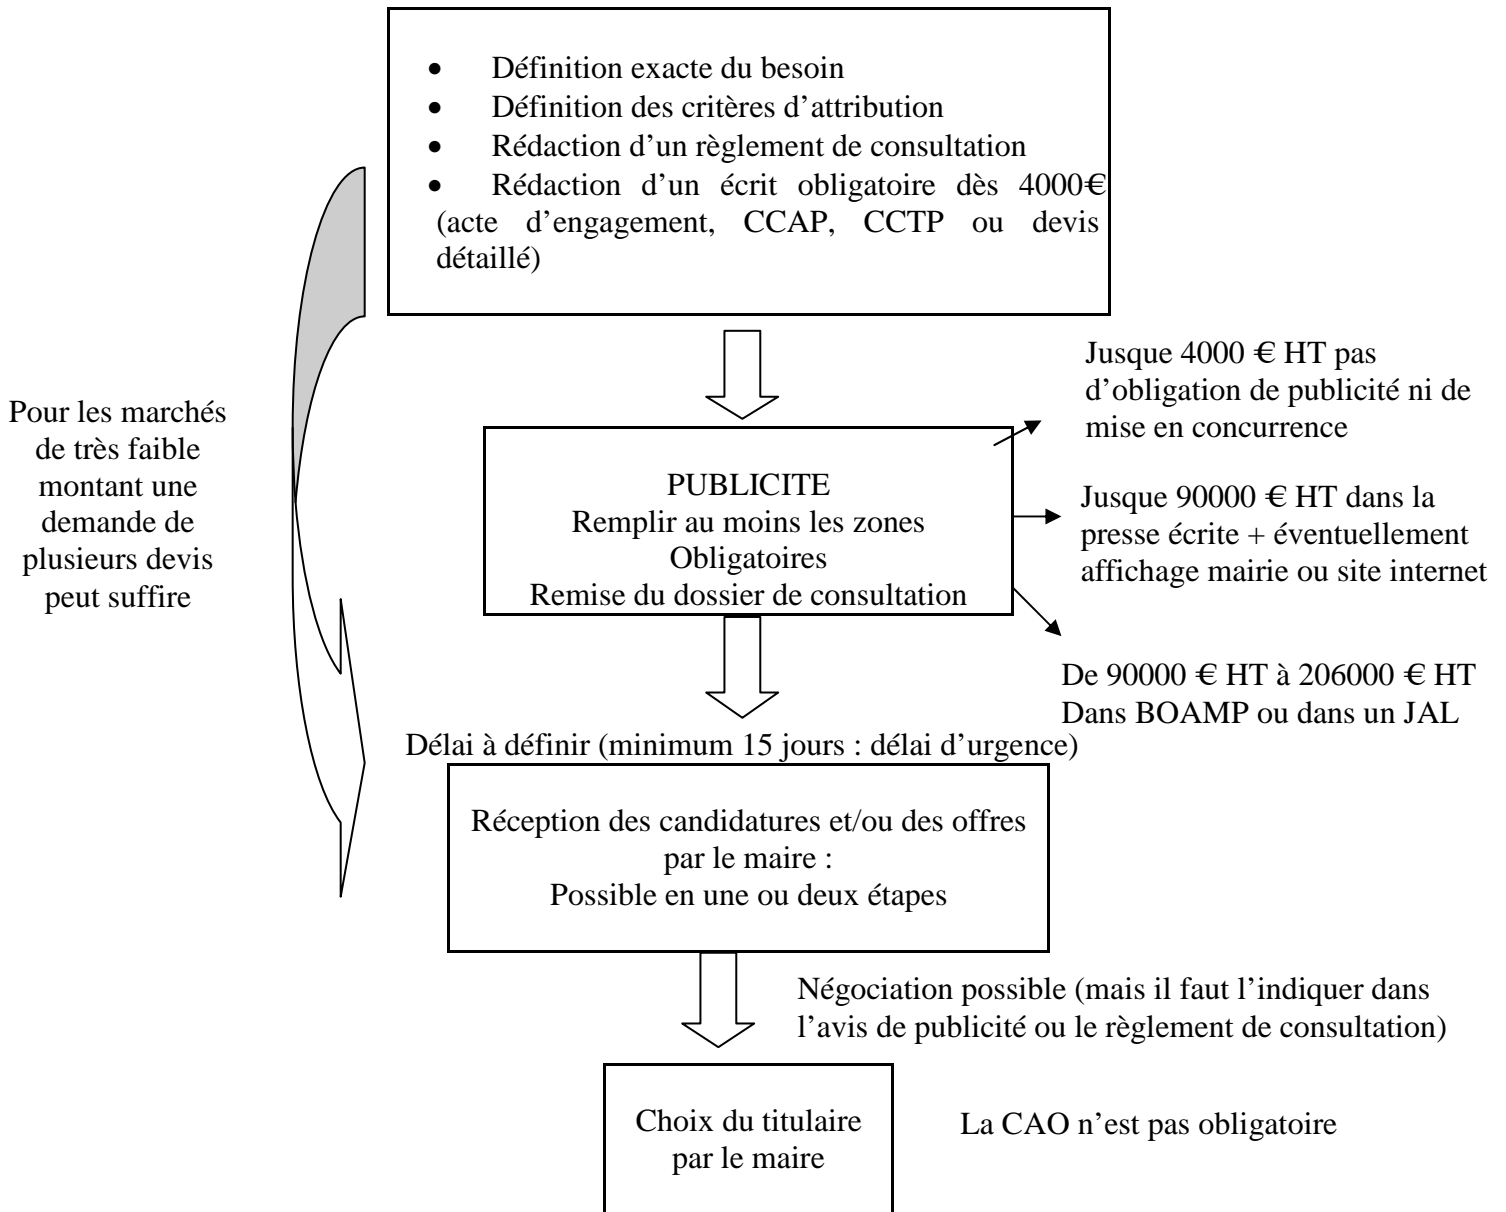 • Définition exacte du besoin
• Définition des critères d’attribution
• Rédaction d’un règlement de consultation
• Rédaction d’un écrit obligatoire dès 4000€
(acte d’engagement, CCAP, CCTP ou devis
détaillé)
Jusque 4000 € HT pas
d’obligation de publicité ni de
mise en concurrence
Pour les marchés
de très faible
montant une
demande de
plusieurs devis
peut suffire
PUBLICITE
Remplir au moins les zones
Obligatoires
Remise du dossier de consultation
Jusque 90000 € HT dans la
presse écrite + éventuellement
affichage mairie ou site internet
De 90000 € HT à 206000 € HT
Dans BOAMP ou dans un JAL
Délai à définir (minimum 15 jours : délai d’urgence)
Réception des candidatures et/ou des offres
par le maire :
Possible en une ou deux étapes
Négociation possible (mais il faut l’indiquer dans
l’avis de publicité ou le règlement de consultation)
Choix du titulaire
par le maire
La CAO n’est pas obligatoire